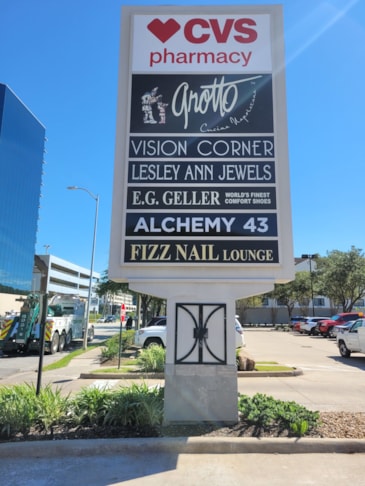 CVS
pharmacy
Grotto
Cucina Napoletana
VISION CORNER
LESLEY ANN JEWELS
E.G. GELLER WORLD'S FINEST
COMFORT SHOES
ALCHEMY 43
FIZZ NAIL LOUNGE